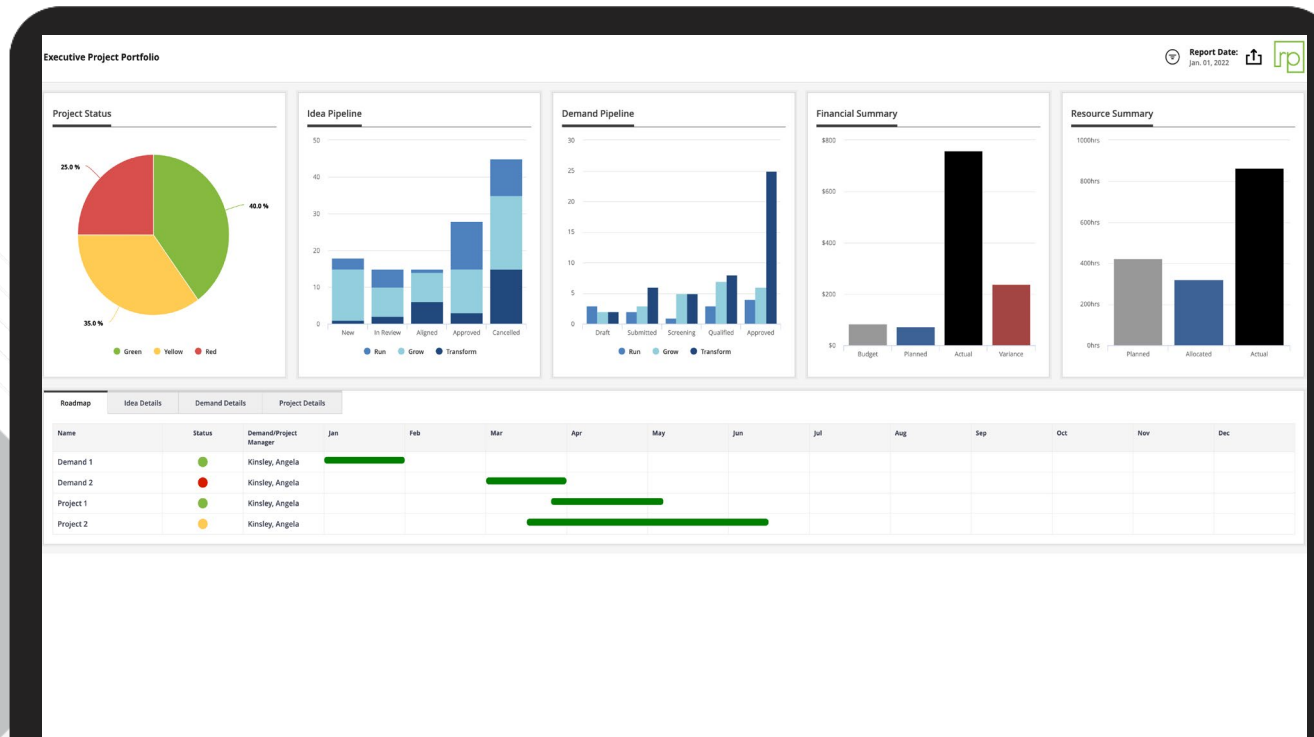 Executive Project Portfolio
Report Date:
Jan. 01, 2022
rp
Project Status
25.0 %
40.0 %
35.0 %
Green Yellow Red
Idea Pipeline
50
40
30
20
10
0
New In Review Aligned Approved Cancelled
Run Grow Transform
Demand Pipeline
30
25
20
15
10
5
0
Draft Submitted Screening Qualified Approved
Run Grow Transform
Financial Summary
$800
$600
$400
$200
$0
Budget Planned Actual Variance
Resource Summary
1000hrs
800hrs
600hrs
400hrs
200hrs
0hrs
Planned Allocated Actual
Roadmap Idea Details Demand Details Project Details
Name Status Demand/Project Manager Jan Feb Mar Apr May Jun Jul Aug Sep Oct Nov Dec
Demand 1 Kinsley, Angela
Demand 2 Kinsley, Angela
Project 1 Kinsley, Angela
Project 2 Kinsley, Angela